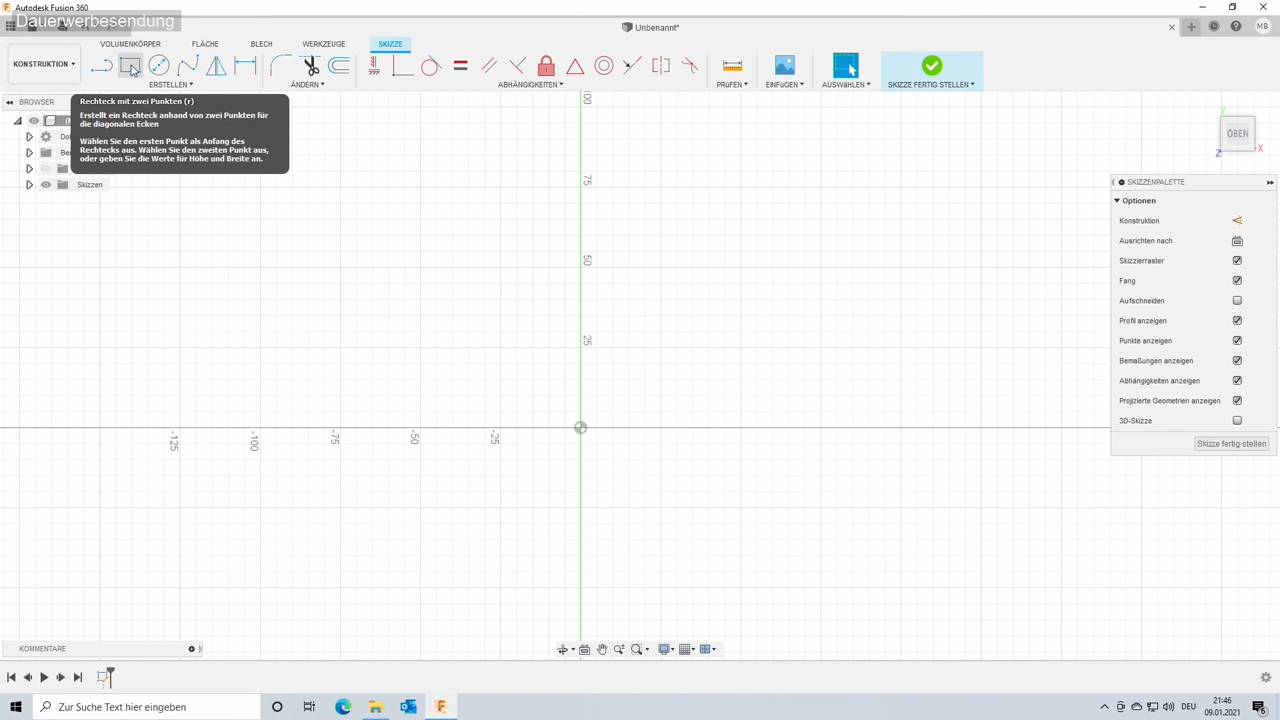 Autodesk Fusion 360
Dauerwerbesendung
Unbenannt*
MB
KONSTRUKTION
VOLUMENKÖRPER
FLÄCHE
BLECH
WERKZEUGE
SKIZZE
ERSTELLEN
ÄNDERN
ABHÄNGIGKEITEN
PRÜFEN
EINFÜGEN
AUSWÄHLEN
SKIZZE FERTIG STELLEN
BROWSER
Rechteck mit zwei Punkten (r)
Erstellt ein Rechteck anhand von zwei Punkten für
die diagonalen Ecken
Wählen Sie den ersten Punkt als Anfang des
Rechtecks aus. Wählen Sie den zweiten Punkt aus,
oder geben Sie die Werte für Höhe und Breite an.
Skizzen
100
75
50
25
-125
-100
-75
-50
-25
OBEN
Y
X
Z
SKIZZENPALETTE
Optionen
Konstruktion
Ausrichten nach
Skizzierraster
Fang
Aufschneiden
Profil anzeigen
Punkte anzeigen
Bemaßungen anzeigen
Abhängigkeiten anzeigen
Projizierte Geometrien anzeigen
3D-Skizze
Skizze fertig stellen
KOMMENTARE
Zur Suche Text hier eingeben
DEU
21:46
09.01.2021
6